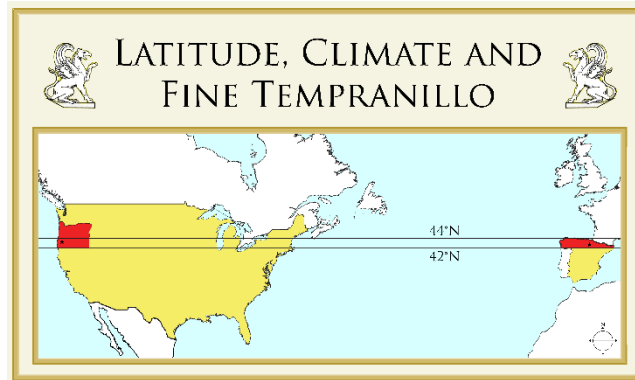 LATITUDE, CLIMATE AND
FINE TEMPRANILLO
44°N
42°N
N